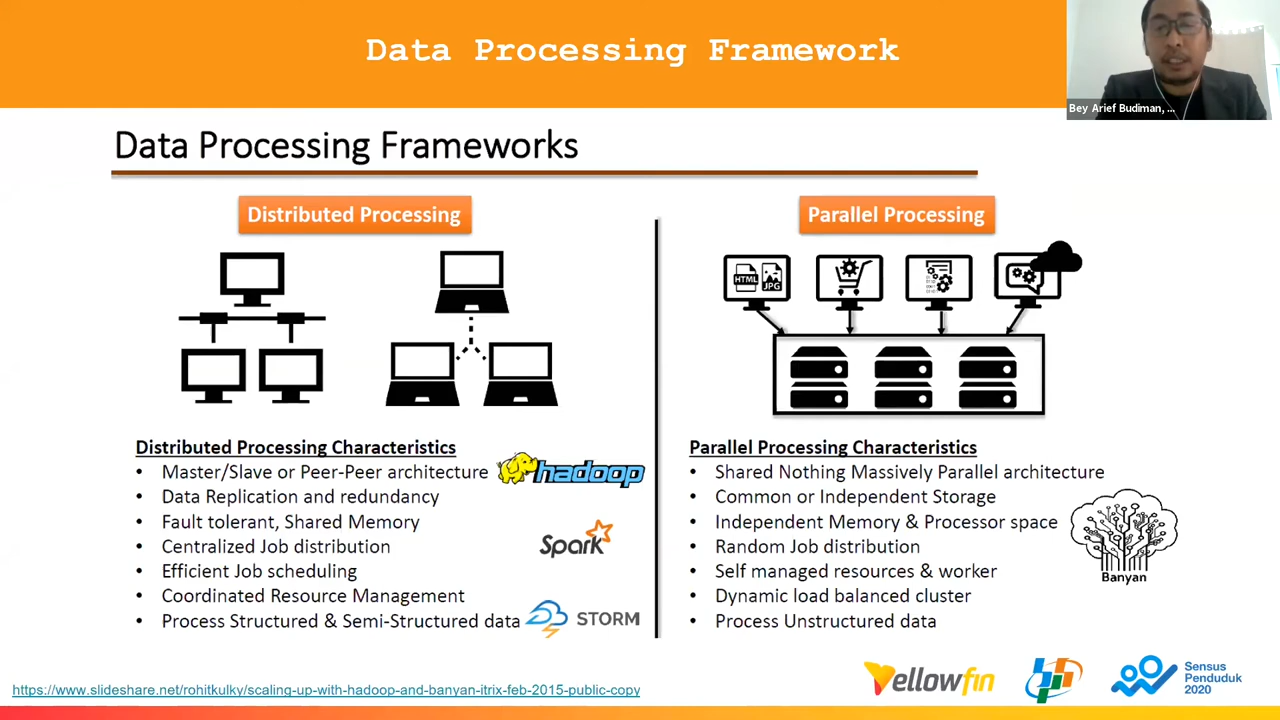 Data Processing Framework
Bey Arief Budiman, ...
Data Processing Frameworks
Distributed Processing
Parallel Processing
HTML
JPG
Distributed Processing Characteristics
• Master/Slave or Peer-Peer architecture
hadoop
• Data Replication and redundancy
• Fault tolerant, Shared Memory
Spark
• Centralized Job distribution
• Efficient Job scheduling
• Coordinated Resource Management
• Process Structured & Semi-Structured data
STORM
Parallel Processing Characteristics
• Shared Nothing Massively Parallel architecture
• Common or Independent Storage
• Independent Memory & Processor space
• Random Job distribution
• Self managed resources & worker
Banyan
• Dynamic load balanced cluster
• Process Unstructured data
https://www.slideshare.net/rohitkulky/scaling-up-with-hadoop-and-banyan-itrix-feb-2015-public-copy
Yellowfin
Sensus
Penduduk
2020